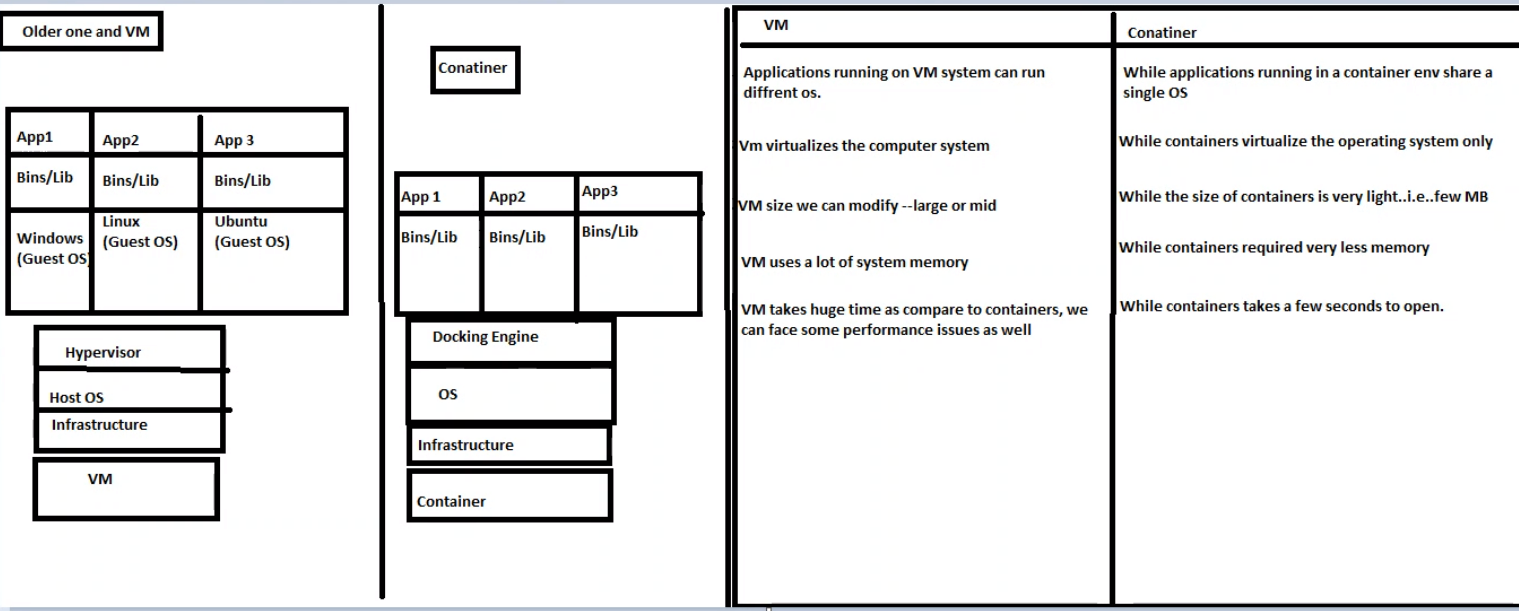 Older one and VM
App1
App2
App 3
Bins/Lib
Bins/Lib
Bins/Lib
Windows
(Guest OS)
Linux
(Guest OS)
Ubuntu
(Guest OS)
Hypervisor
Host OS
Infrastructure
VM
Conatiner
App 1
App2
App3
Bins/Lib
Bins/Lib
Bins/Lib
Docking Engine
OS
Infrastructure
Container
VM
Conatiner
Applications running on VM system can run
diffrent os.
While applications running in a container env share a
single OS
Vm virtualizes the computer system
While containers virtualize the operating system only
VM size we can modify --large or mid
While the size of containers is very light..i.e..few MB
VM uses a lot of system memory
While containers required very less memory
VM takes huge time as compare to containers, we
can face some performance issues as well
While containers takes a few seconds to open.